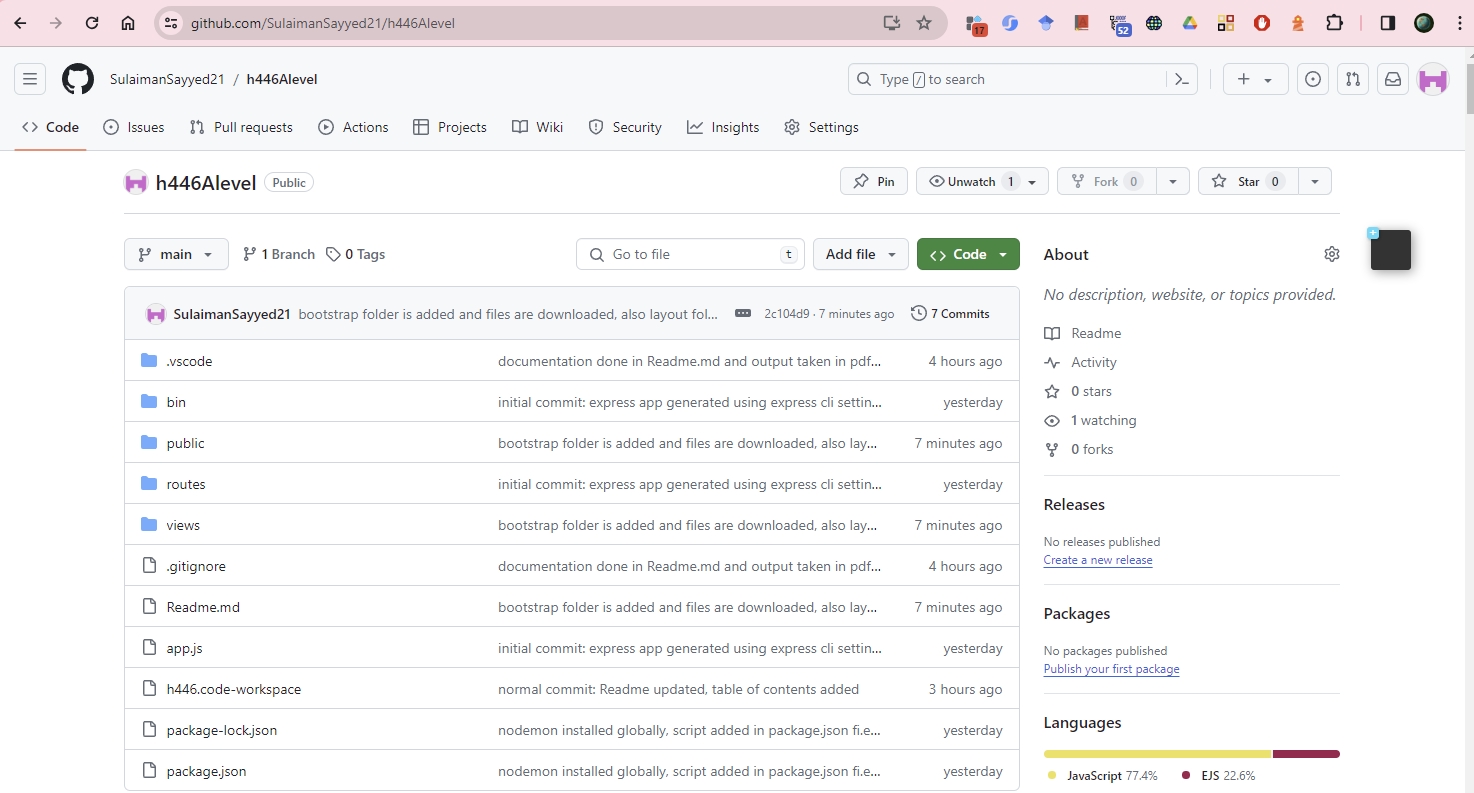 github.com/SulaimanSayyed21/h446Alevel
17
52
SulaimanSayyed21 / h446Alevel
Type / to search
Code Issues Pull requests Actions Projects Wiki Security Insights Settings
h446Alevel Public
Pin Unwatch 1 Fork 0 Star 0
main 1 Branch 0 Tags Go to file t Add file Code
SulaimanSayyed21 bootstrap folder is added and files are downloaded, also layout fol... 2c104d9 · 7 minutes ago 7 Commits
.vscode documentation done in Readme.md and output taken in pdf... 4 hours ago
bin initial commit: express app generated using express cli settin... yesterday
public bootstrap folder is added and files are downloaded, also lay... 7 minutes ago
routes initial commit: express app generated using express cli settin... yesterday
views bootstrap folder is added and files are downloaded, also lay... 7 minutes ago
.gitignore documentation done in Readme.md and output taken in pdf... 4 hours ago
Readme.md bootstrap folder is added and files are downloaded, also lay... 7 minutes ago
app.js initial commit: express app generated using express cli settin... yesterday
h446.code-workspace normal commit: Readme updated, table of contents added 3 hours ago
package-lock.json nodemon installed globally, script added in package.json fi.e... yesterday
package.json nodemon installed globally, script added in package.json fi.e... yesterday
About
No description, website, or topics provided.
Readme
Activity
0 stars
1 watching
0 forks
Releases
No releases published
Create a new release
Packages
No packages published
Publish your first package
Languages
JavaScript 77.4% EJS 22.6%